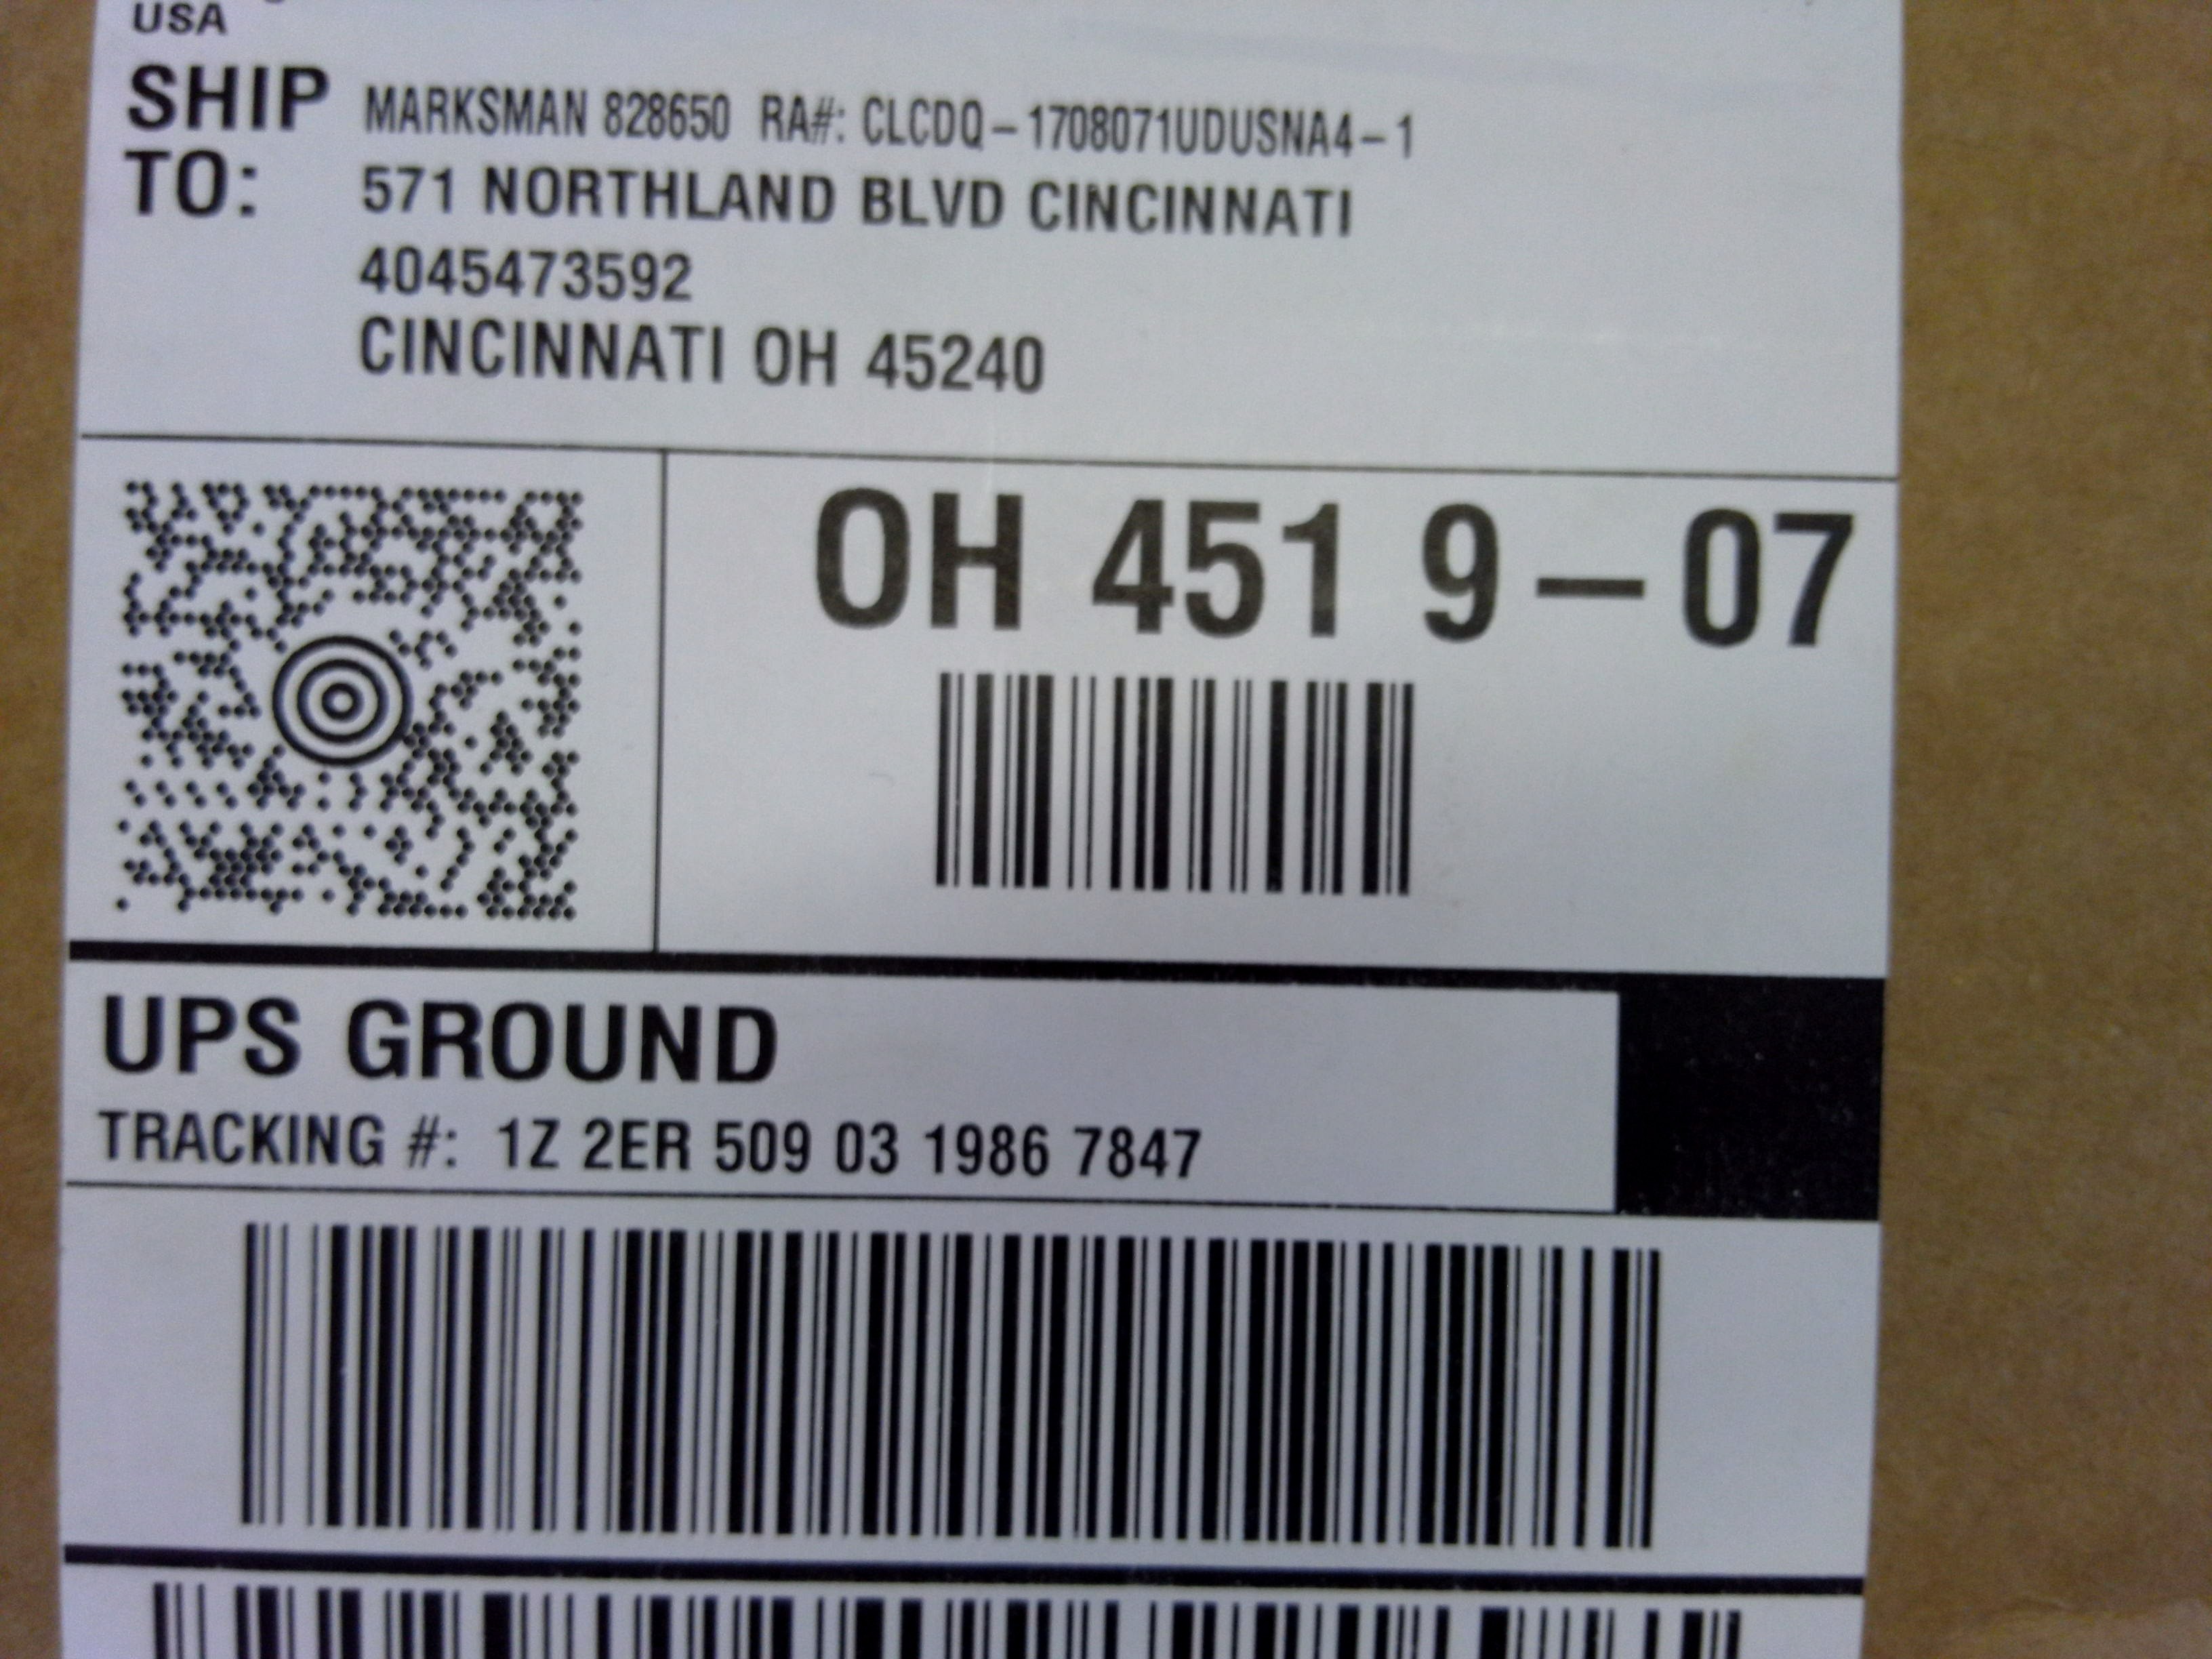 USA
SHIP TO:
MARKSMAN 828650 RA#: CLCDQ-1708071UDUSNA4-1
571 NORTHLAND BLVD CINCINNATI
4045473592
CINCINNATI OH 45240
OH 451 9-07
UPS GROUND
TRACKING #: 1Z 2ER 509 03 1986 7847